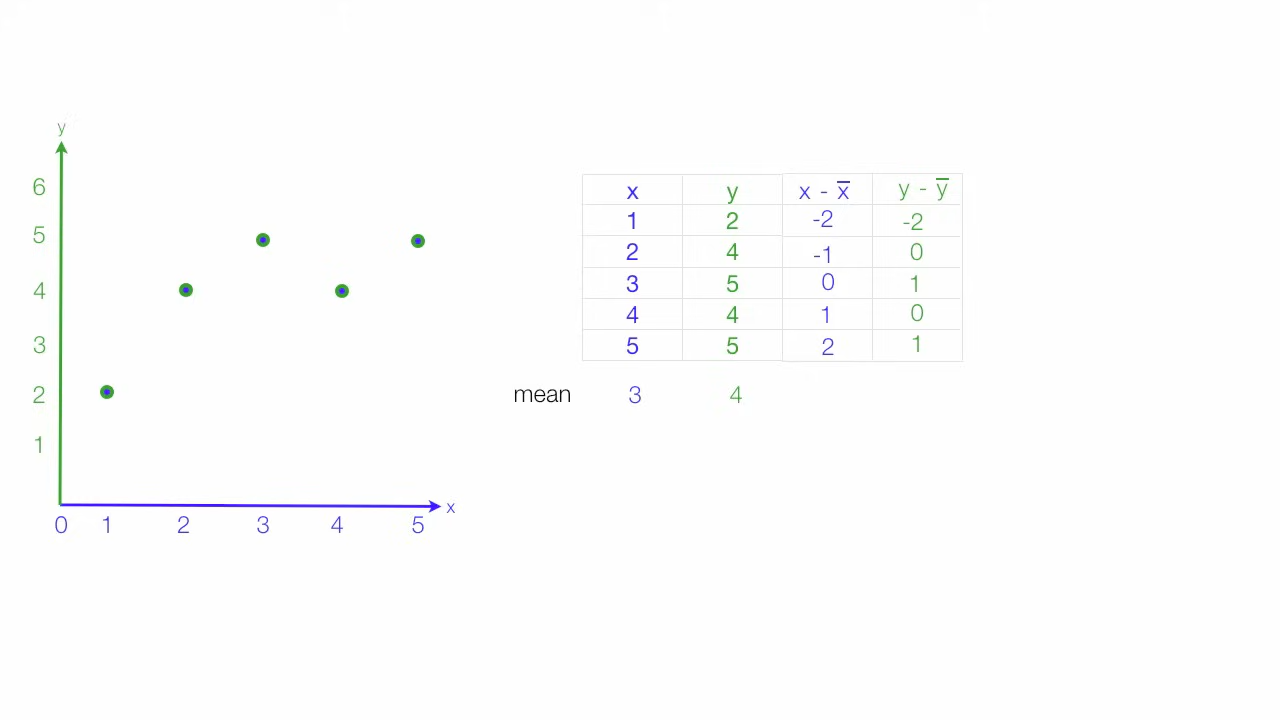 y
6
5
4
3
2
1
0 1 2 3 4 5 x
x y x - x̅ y - y̅
1 2 -2 -2
2 4 -1 0
3 5 0 1
4 4 1 0
5 5 2 1
mean 3 4